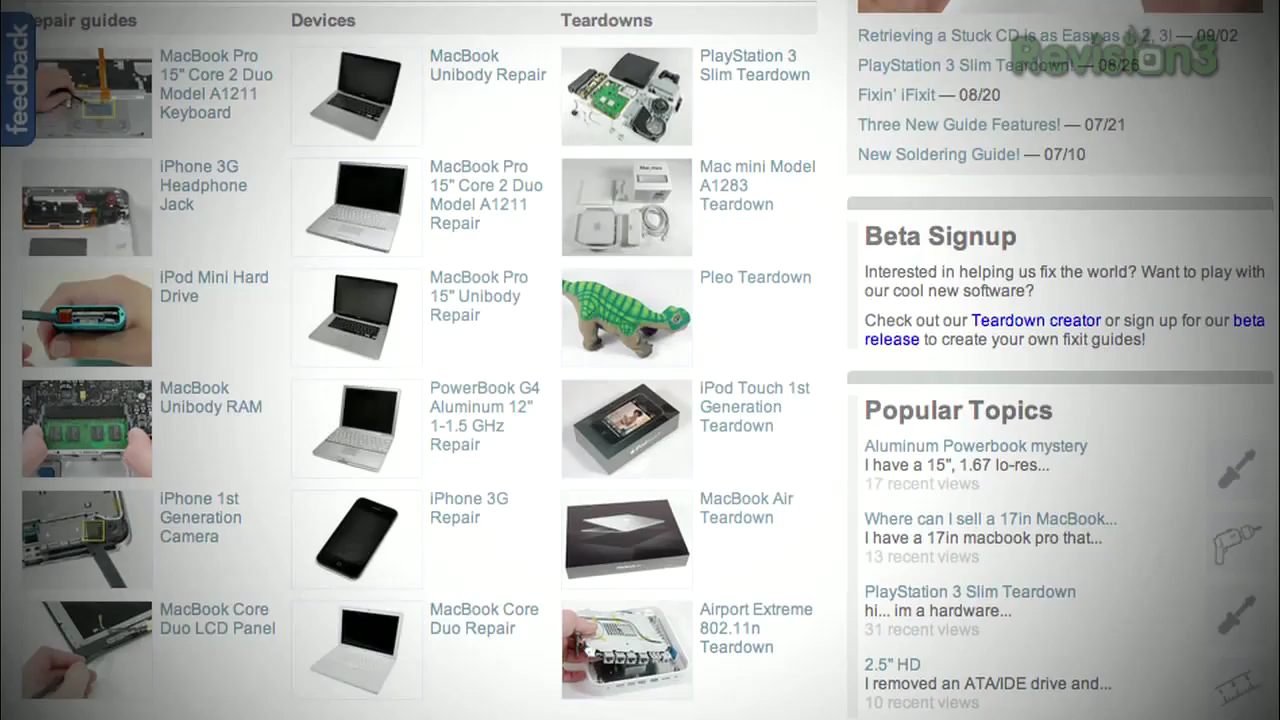 epair guides
Devices
Teardowns
feedback
MacBook Pro
15" Core 2 Duo
Model A1211
Keyboard
iPhone 3G
Headphone
Jack
iPod Mini Hard
Drive
MacBook
Unibody RAM
iPhone 1st
Generation
Camera
MacBook Core
Duo LCD Panel
MacBook
Unibody Repair
MacBook Pro
15" Core 2 Duo
Model A1211
Repair
MacBook Pro
15" Unibody
Repair
PowerBook G4
Aluminum 12"
1-1.5 GHz
Repair
iPhone 3G
Repair
MacBook Core
Duo Repair
PlayStation 3
Slim Teardown
Mac mini Model
A1283
Teardown
Pleo Teardown
iPod Touch 1st
Generation
Teardown
MacBook Air
Teardown
Airport Extreme
802.11n
Teardown
Retrieving a Stuck CD is as Easy as 1, 2, 3! — 09/02
PlayStation 3 Slim Teardown! — 08/26
Fixin' iFixit — 08/20
Three New Guide Features! — 07/21
New Soldering Guide! — 07/10
Revision3
Beta Signup
Interested in helping us fix the world? Want to play with
our cool new software?
Check out our Teardown creator or sign up for our beta
release to create your own fixit guides!
Popular Topics
Aluminum Powerbook mystery
I have a 15", 1.67 lo-res...
17 recent views
Where can I sell a 17in MacBook...
I have a 17in macbook pro that...
13 recent views
PlayStation 3 Slim Teardown
hi... im a hardware...
31 recent views
2.5" HD
I removed an ATA/IDE drive and...
10 recent views